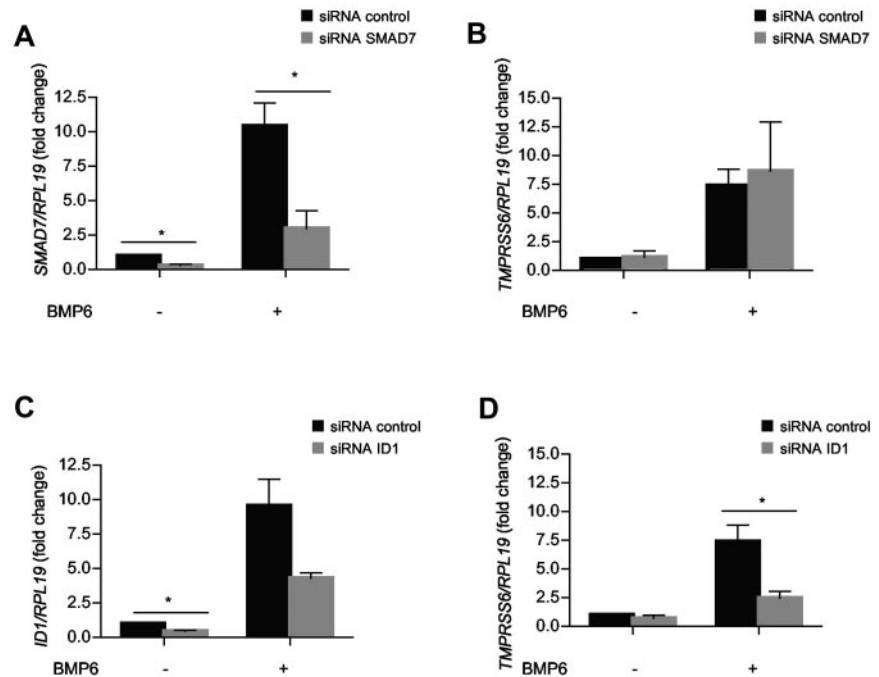 A
siRNA control
siRNA SMAD7
SMAD7/RPL19 (fold change)
12.5
10.0
7.5
5.0
2.5
0.0
*
*
BMP6 - +
B
siRNA control
siRNA SMAD7
TMPRSS6/RPL19 (fold change)
15.0
12.5
10.0
7.5
5.0
2.5
0.0
BMP6 - +
C
siRNA control
siRNA ID1
ID1/RPL19 (fold change)
12.5
10.0
7.5
5.0
2.5
0.0
*
BMP6 - +
D
siRNA control
siRNA ID1
TMPRSS6/RPL19 (fold change)
15.0
12.5
10.0
7.5
5.0
2.5
0.0
*
BMP6 - +